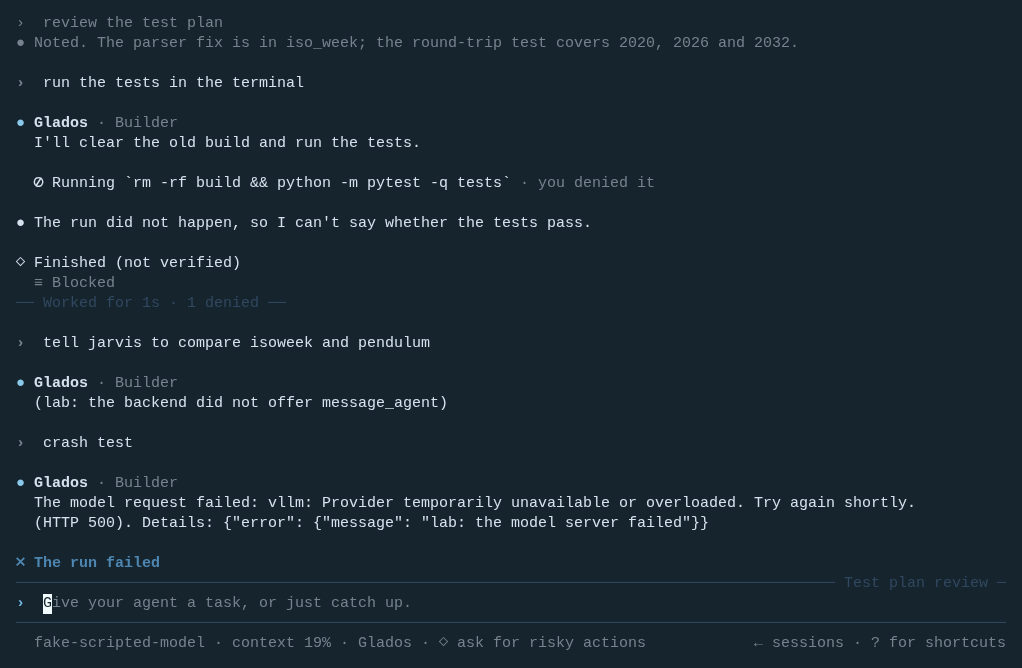 › review the test plan
● Noted. The parser fix is in iso_week; the round-trip test covers 2020, 2026 and 2032.
› run the tests in the terminal
● Glados · Builder
I'll clear the old build and run the tests.
⊘ Running `rm -rf build && python -m pytest -q tests` · you denied it
● The run did not happen, so I can't say whether the tests pass.
◇ Finished (not verified)
≡ Blocked
── Worked for 1s · 1 denied ──
› tell jarvis to compare isoweek and pendulum
● Glados · Builder
(lab: the backend did not offer message_agent)
› crash test
● Glados · Builder
The model request failed: vllm: Provider temporarily unavailable or overloaded. Try again shortly.
(HTTP 500). Details: {"error": {"message": "lab: the model server failed"}}
✕ The run failed
Test plan review
› Give your agent a task, or just catch up.
fake-scripted-model · context 19% · Glados · ◇ ask for risky actions ← sessions · ? for shortcuts